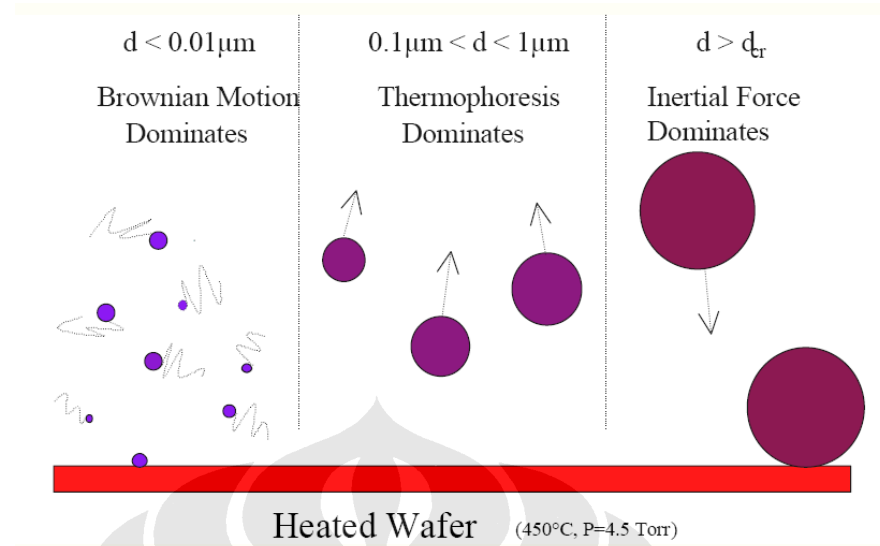 d < 0.01μm
Brownian Motion
Dominates
0.1μm < d < 1μm
Thermophoresis
Dominates
d > dcr
Inertial Force
Dominates
Heated Wafer (450°C, P=4.5 Torr)